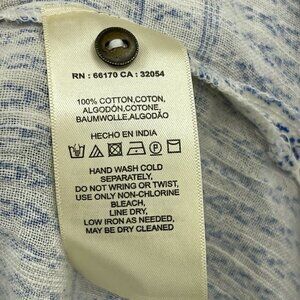 RN : 66170 CA : 32054
100% COTTON,COTON,
ALGODÓN,COTONE,
BAUMWOLLE,ALGODÃO
HECHO EN INDIA
HAND WASH COLD
SEPARATELY,
DO NOT WRING OR TWIST,
USE ONLY NON-CHLORINE
BLEACH,
LINE DRY,
LOW IRON AS NEEDED,
MAY BE DRY CLEANED